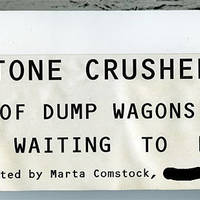 TONE CRUSHE
OF DUMP WAGONS
WAITING TO
ted by Marta Comstock,